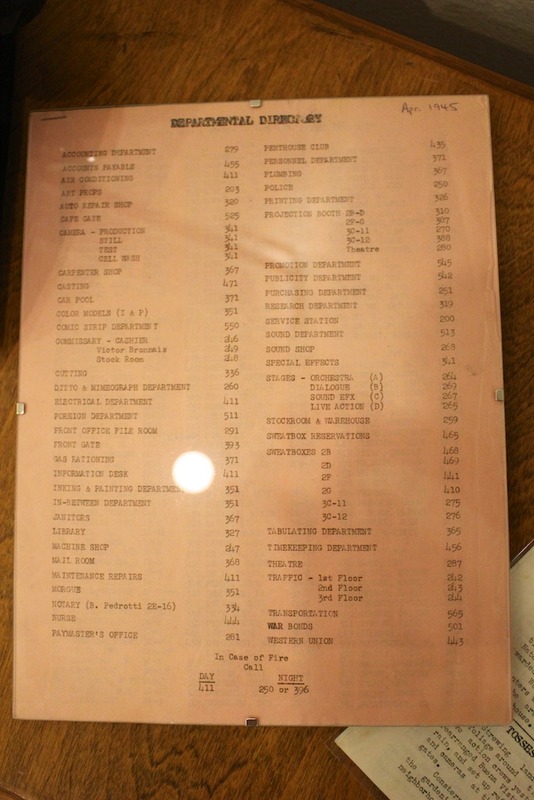 Apr. 1945
DEPARTMENTAL DIRECTORY
ACCOUNTING DEPARTMENT 279
ACCOUNTS PAYABLE 455
AIR CONDITIONING 411
ART PROPS 203
AUTO REPAIR SHOP 320
CAFE GATE 525
CAMERA - PRODUCTION 341
STILL 341
TEST 341
CELL WASH 341
CARPENTER SHOP 367
CASTING 471
CAR POOL 371
COLOR MODELS (I & P) 351
COMIC STRIP DEPARTMENT 550
COMMISSARY - CASHIER 246
Victor Bronnais 249
Stock Room 248
CUTTING 336
DITTO & MIMEOGRAPH DEPARTMENT 260
ELECTRICAL DEPARTMENT 411
FOREIGN DEPARTMENT 511
FRONT OFFICE FILE ROOM 291
FRONT GATE 393
GAS RATIONING 371
INFORMATION DESK 411
INKING & PAINTING DEPARTMENT 351
IN-BETWEEN DEPARTMENT 351
JANITORS 367
LIBRARY 327
MACHINE SHOP 247
MAIL ROOM 368
MAINTENANCE REPAIRS 411
MORGUE 351
NOTARY (B. Pedrotti 2E-16) 334
NURSE 444
PAYMASTER'S OFFICE 281
PENTHOUSE CLUB 435
PERSONNEL DEPARTMENT 371
PLUMBING 367
POLICE 250
PRINTING DEPARTMENT 326
PROJECTION BOOTH 2B-D 310
2F-G 307
3C-11 270
3C-12 388
Theatre 280
PROMOTION DEPARTMENT 545
PUBLICITY DEPARTMENT 542
PURCHASING DEPARTMENT 251
RESEARCH DEPARTMENT 319
SERVICE STATION 200
SOUND DEPARTMENT 513
SOUND SHOP 268
SPECIAL EFFECTS 341
STAGES - ORCHESTRA (A) 264
DIALOGUE (B) 269
SOUND EFX (C) 267
LIVE ACTION (D) 265
STOCKROOM & WAREHOUSE 259
SWEATBOX RESERVATIONS 465
SWEATBOXES 2B 468
2D 469
2F 441
2G 410
3C-11 275
3C-12 276
TABULATING DEPARTMENT 365
TIMEKEEPING DEPARTMENT 456
THEATRE 287
TRAFFIC - 1st Floor 242
2nd Floor 243
3rd Floor 244
TRANSPORTATION 565
WAR BONDS 501
WESTERN UNION 443
In Case of Fire
Call
DAY NIGHT
411 250 or 396